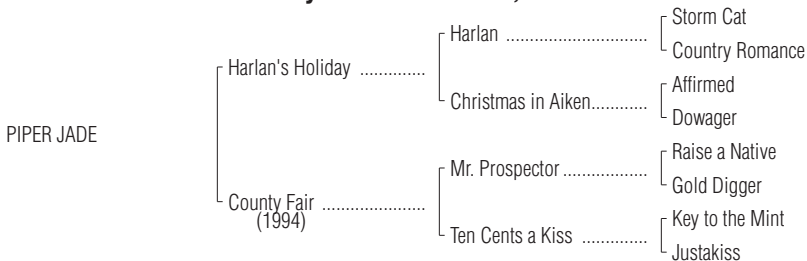 Storm Cat
Harlan ..............................
Country Romance
Harlan's Holiday ..............
Affirmed
Christmas in Aiken............
Dowager
PIPER JADE
Raise a Native
Mr. Prospector ..................
Gold Digger
County Fair ......................
(1994)
Key to the Mint
Ten Cents a Kiss ..............
Justakiss